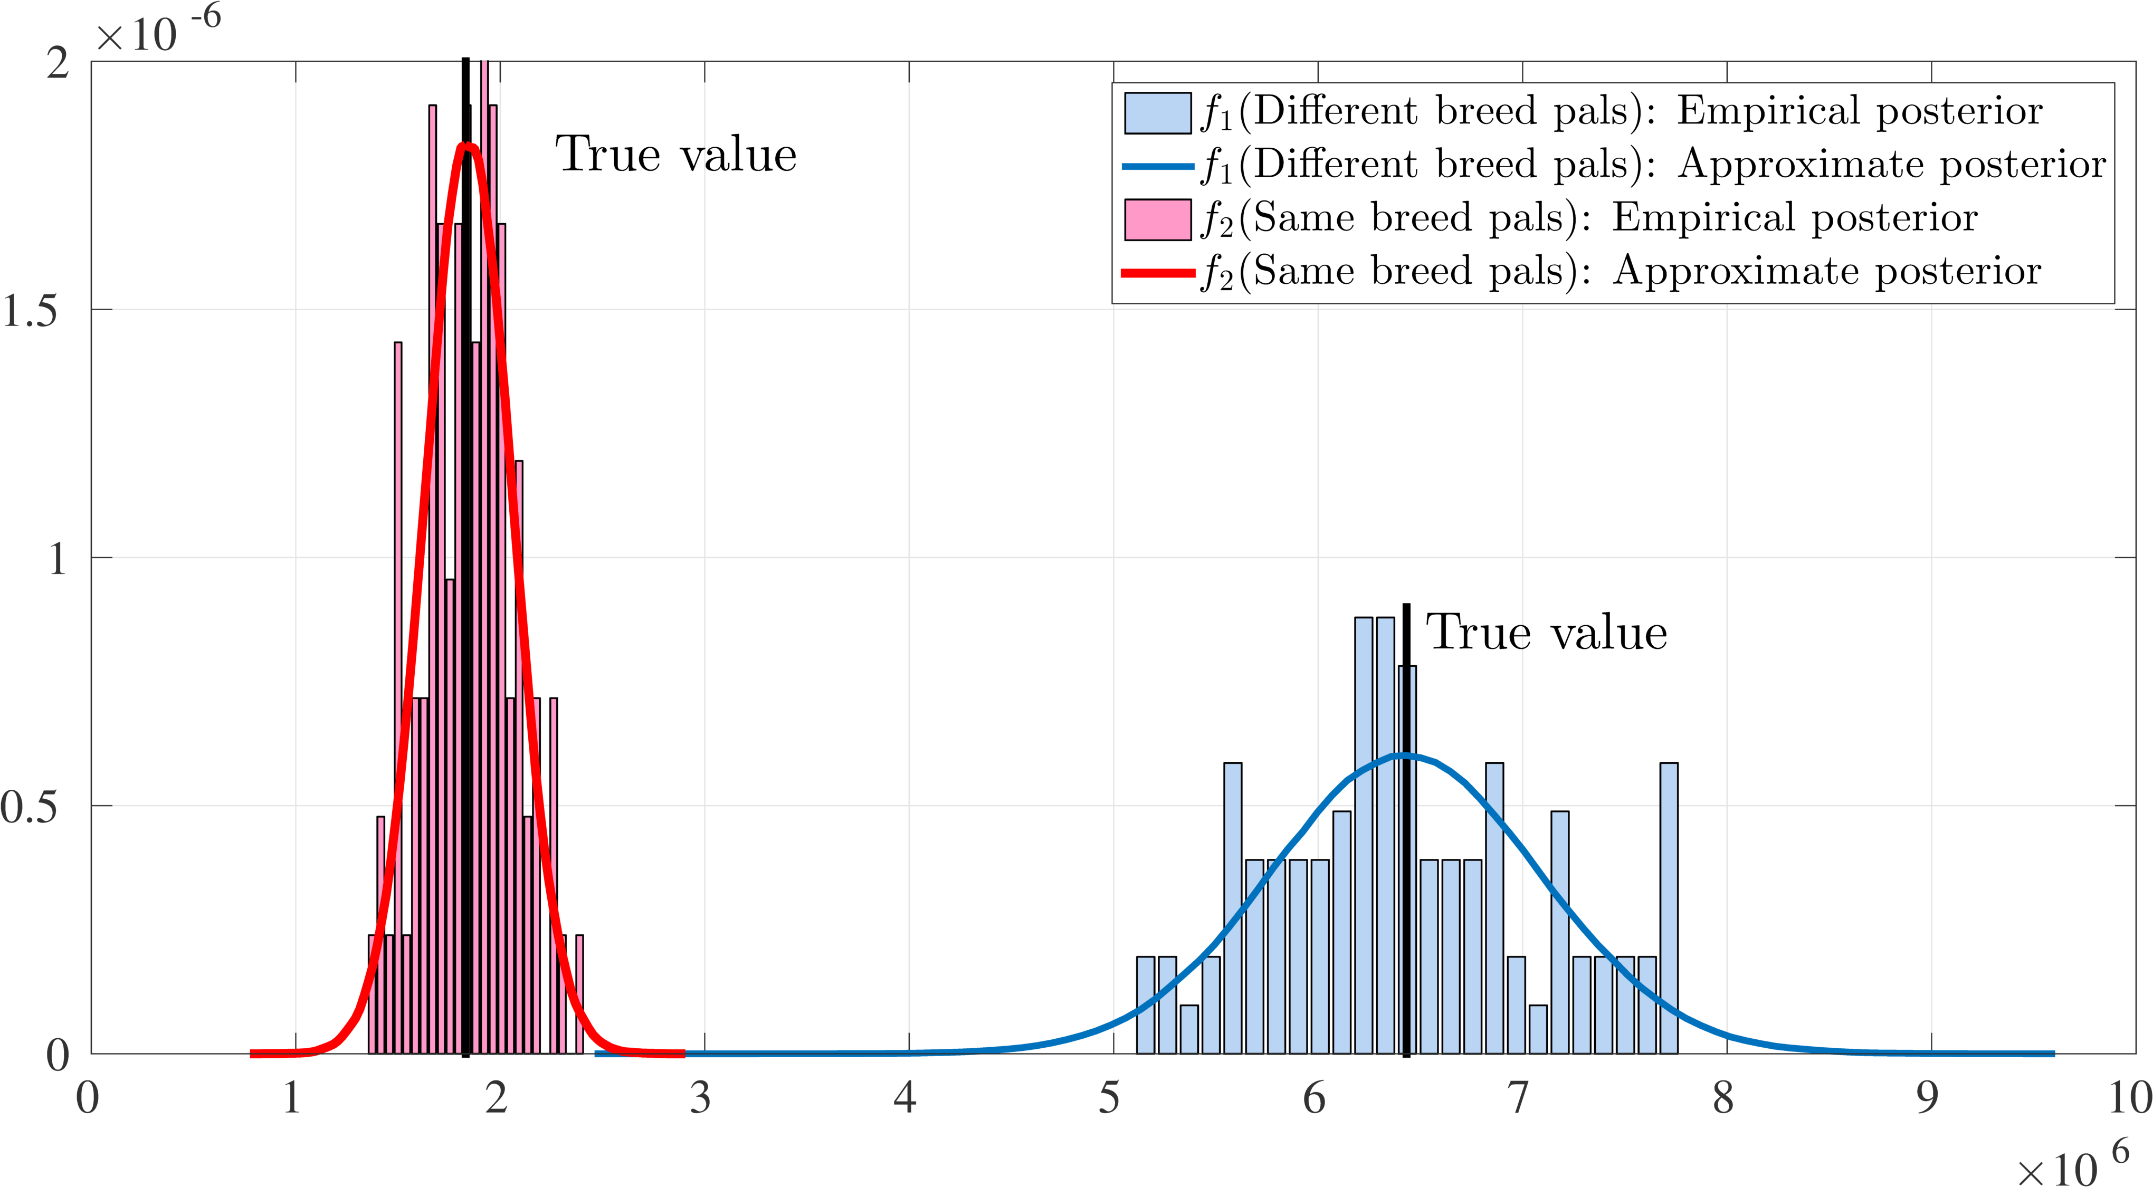 ×10 -6
2
1.5
1
0.5
0
True value
True value
f1(Different breed pals): Empirical posterior
f1(Different breed pals): Approximate posterior
f2(Same breed pals): Empirical posterior
f2(Same breed pals): Approximate posterior
0 1 2 3 4 5 6 7 8 9 10
×10 6